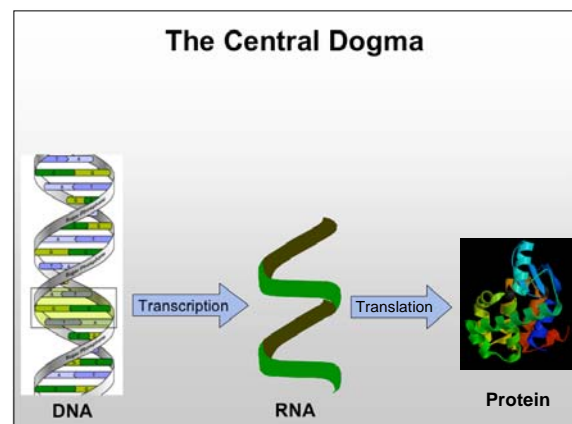 The Central Dogma
Transcription
Translation
DNA
RNA
Protein